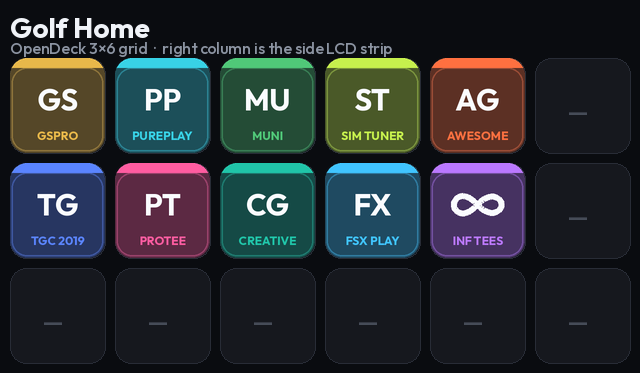 Golf Home
OpenDeck 3×6 grid · right column is the side LCD strip
GS PP MU ST AG —
GSPRO PUREPLAY MUNI SIM TUNER AWESOME
TG PT CG FX ∞ —
TGC 2019 PROTEE CREATIVE FSX PLAY INF TEES
— — — — — —